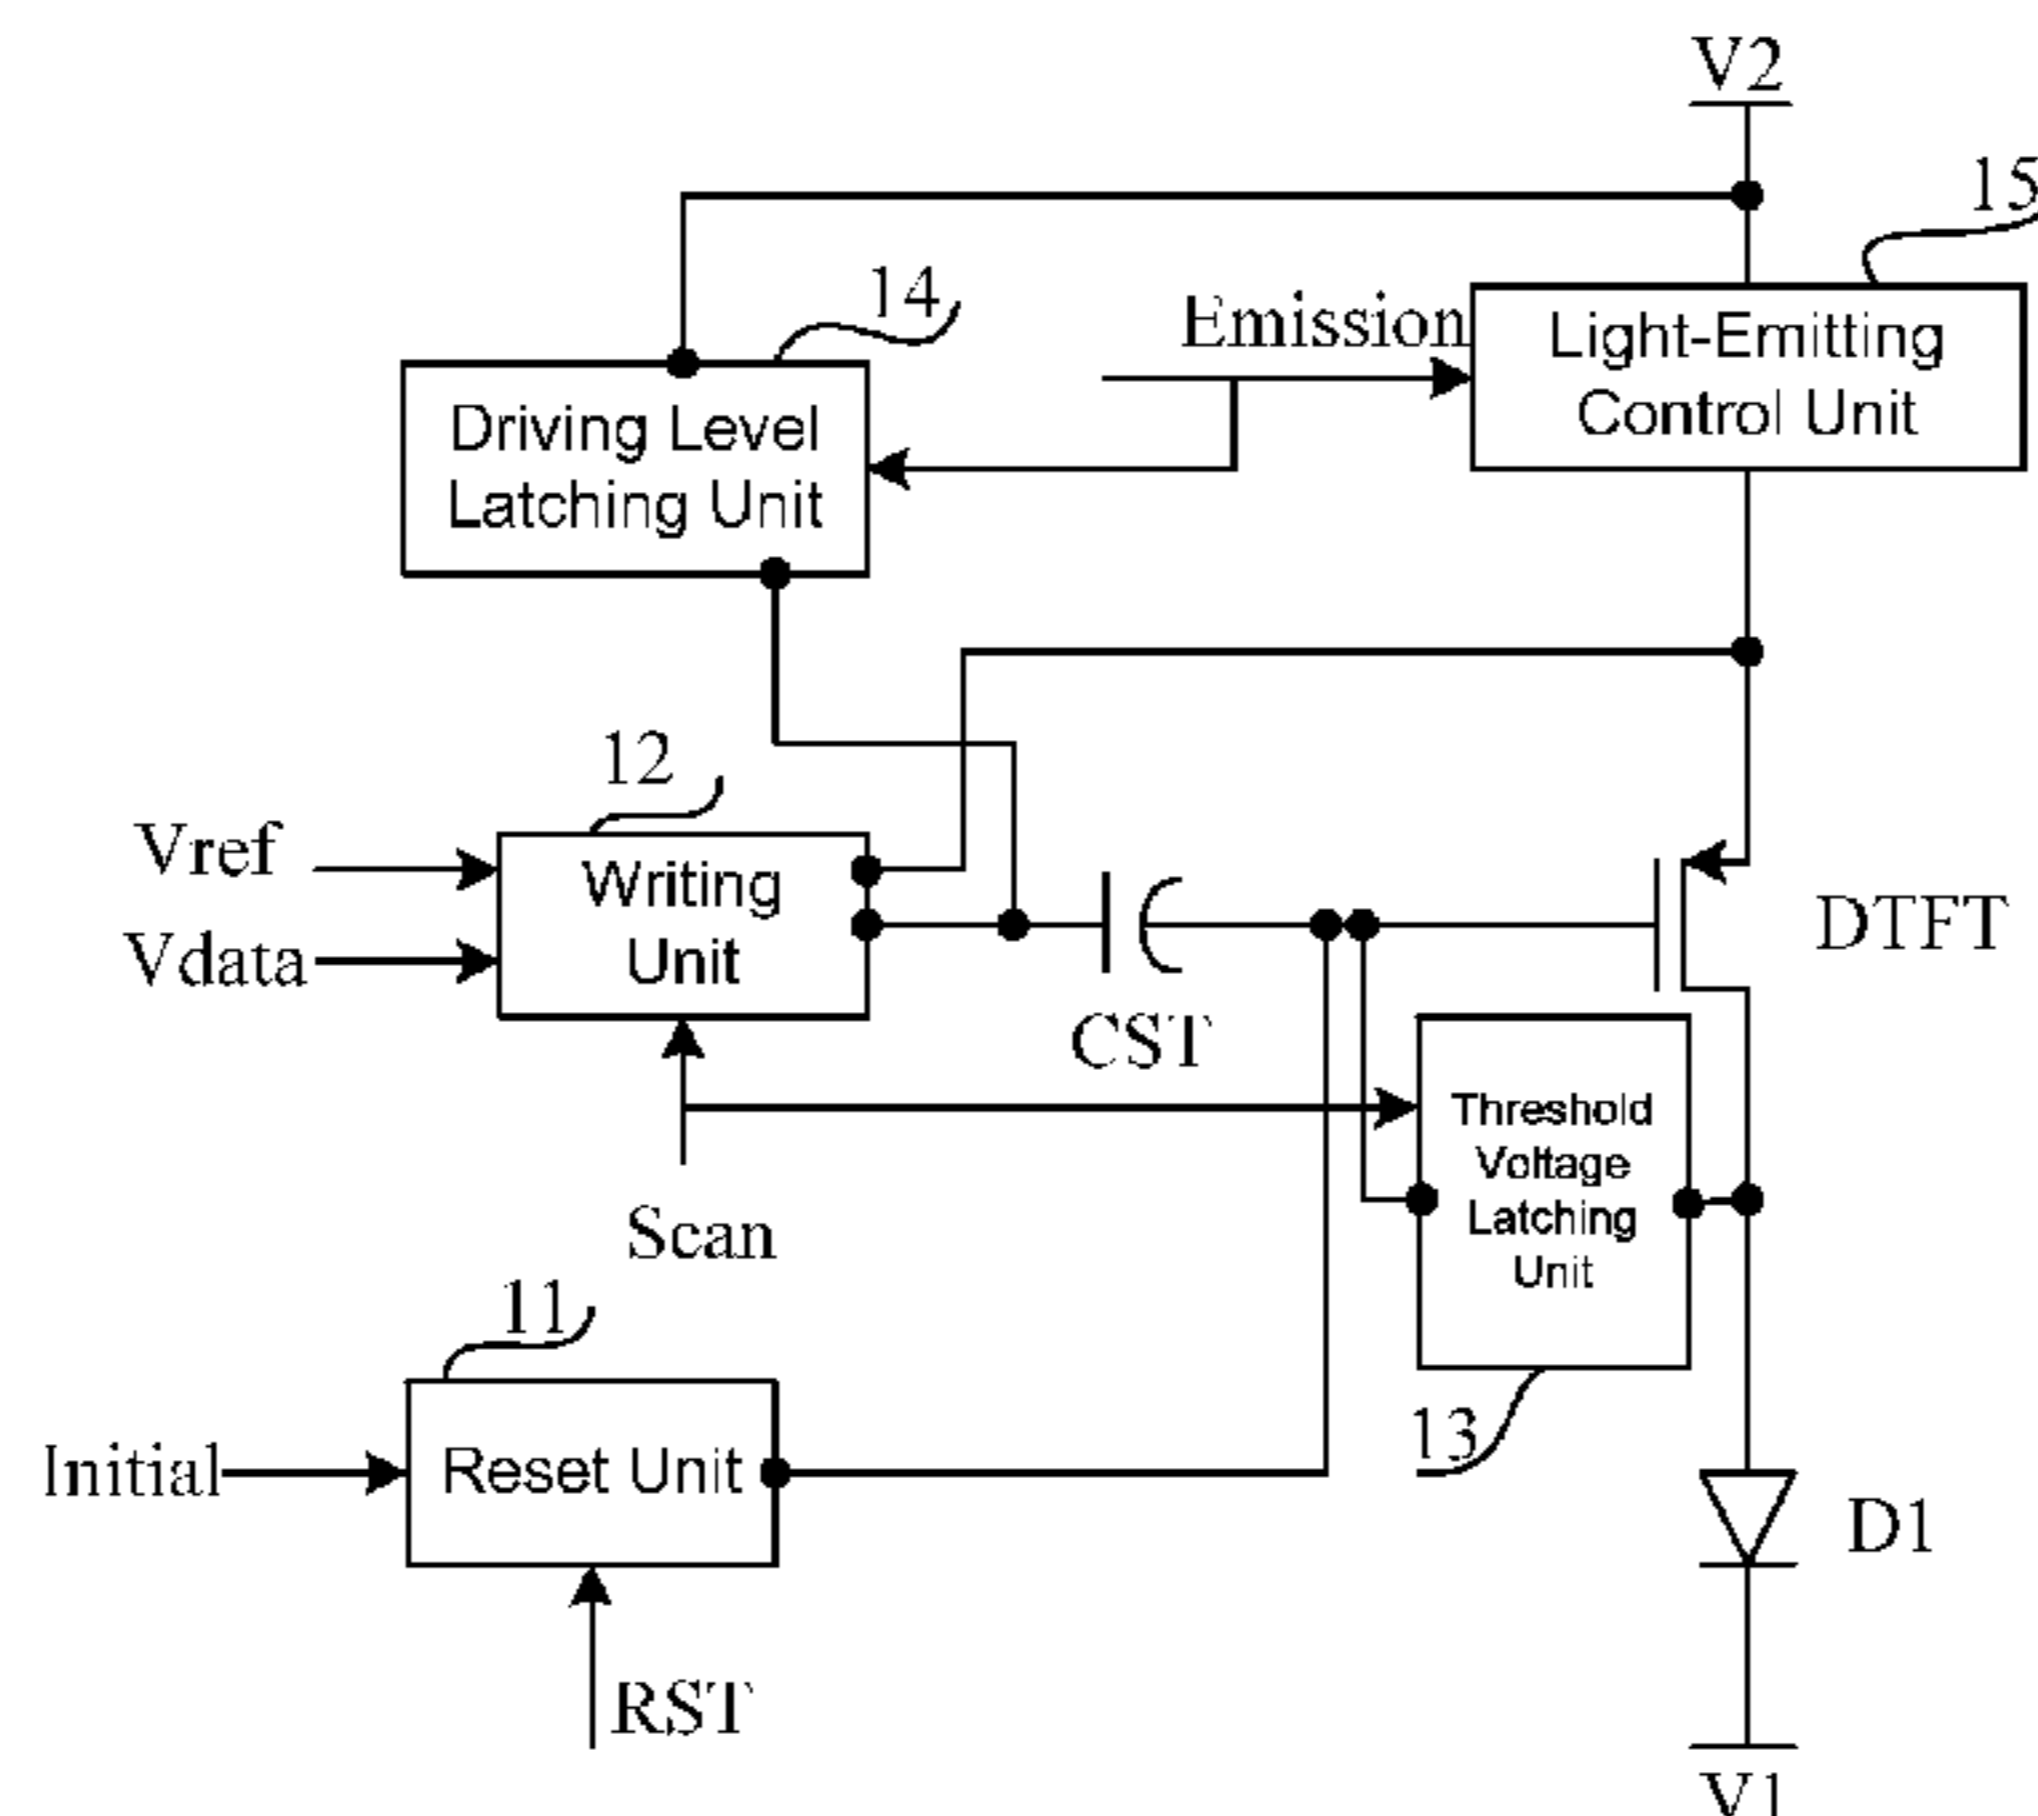 V2
15
14
Emission
Light-Emitting
Control Unit
Driving Level
Latching Unit
12
Vref
Writing
Unit
Vdata
DTFT
CST
Threshold
Voltage
Latching
Unit
Scan
11
13
Initial
Reset Unit
D1
RST
V1